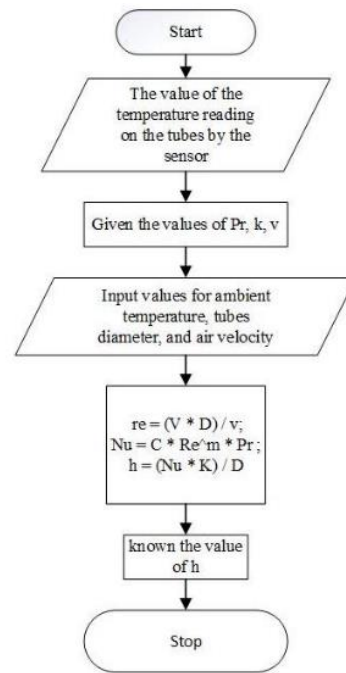 Start
The value of the
temperature reading
on the tubes by the
sensor
Given the values of Pr, k, v
Input values for ambient
temperature, tubes
diameter, and air velocity
re = (V * D) / v;
Nu = C * Re^m * Pr ;
h = (Nu * K) / D
known the value
of h
Stop